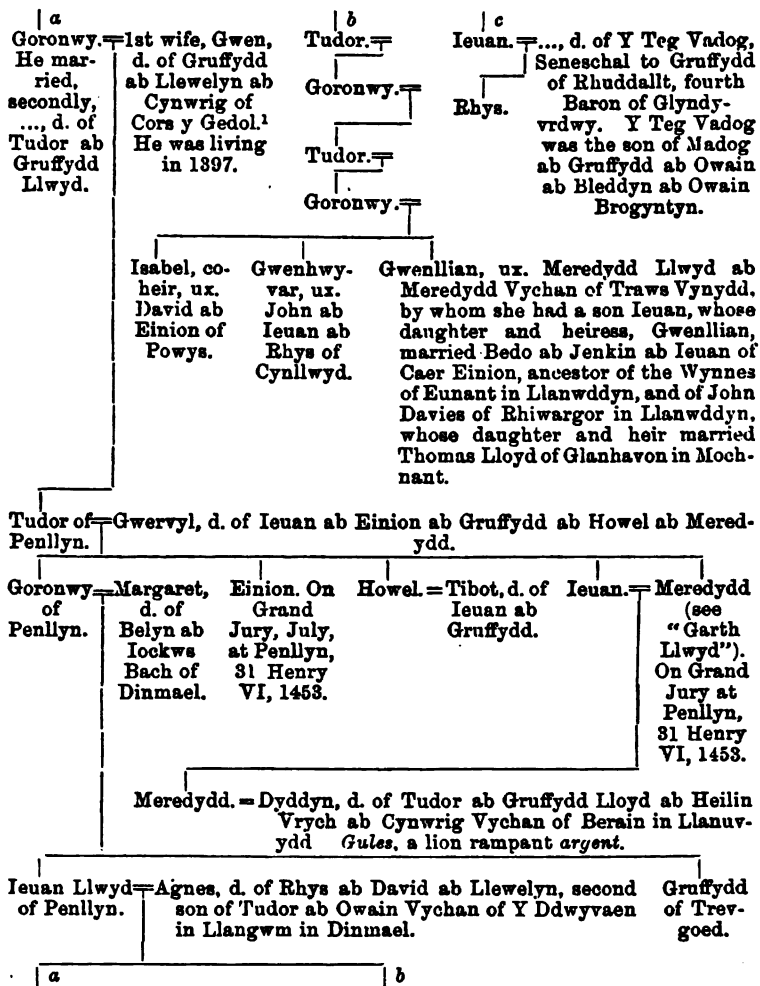 a
Goronwy.
He mar-
ried,
secondly,
..., d. of
Tudor ab
Gruffydd
Llwyd.
1st wife, Gwen,
d. of Gruffydd
ab Llewelyn ab
Cynwrig of
Cors y Gedol.¹
He was living
in 1397.
b
Tudor.
Goronwy.
Tudor.
Goronwy.
c
Ieuan.
Rhys.
..., d. of Y Teg Vadog,
Seneschal to Gruffydd
of Rhuddallt, fourth
Baron of Glyndy-
vrdwy. Y Teg Vadog
was the son of Madog
ab Gruffydd ab Owain
ab Bleddyn ab Owain
Brogyntyn.
Isabel, co-
heir, ux.
David ab
Einion of
Powys.
Gwenhwy-
var, ux.
John ab
Ieuan ab
Rhys of
Cynllwyd.
Gwenllian, ux. Meredydd Llwyd ab
Meredydd Vychan of Traws Vynydd,
by whom she had a son Ieuan, whose
daughter and heiress, Gwenllian,
married Bedo ab Jenkin ab Ieuan of
Caer Einion, ancestor of the Wynnes
of Eunant in Llanwddyn, and of John
Davies of Rhiwargor in Llanwddyn,
whose daughter and heir married
Thomas Lloyd of Glanhavon in Moch-
nant.
Tudor of = Gwervyl, d. of Ieuan ab Einion ab Gruffydd ab Howel ab Mered-
Penllyn. ydd.
Goronwy
of
Penllyn.
Margaret,
d. of
Belyn ab
Iockws
Bach of
Dinmael.
Einion. On
Grand
Jury, July,
at Penllyn,
31 Henry
VI, 1453.
Howel. = Tibot, d. of
Ieuan ab
Gruffydd.
Ieuan.
Meredydd
(see
"Garth
Llwyd").
On Grand
Jury at
Penllyn,
31 Henry
VI, 1453.
Meredydd. = Dyddyn, d. of Tudor ab Gruffydd Lloyd ab Heilin
Vrych ab Cynwrig Vychan of Berain in Llanuv-
ydd Gules, a lion rampant argent.
Ieuan Llwyd = Agnes, d. of Rhys ab David ab Llewelyn, second
of Penllyn. son of Tudor ab Owain Vychan of Y Ddwyvaen
in Llangwm in Dinmael.
Gruffydd
of Trev-
goed.
a
b